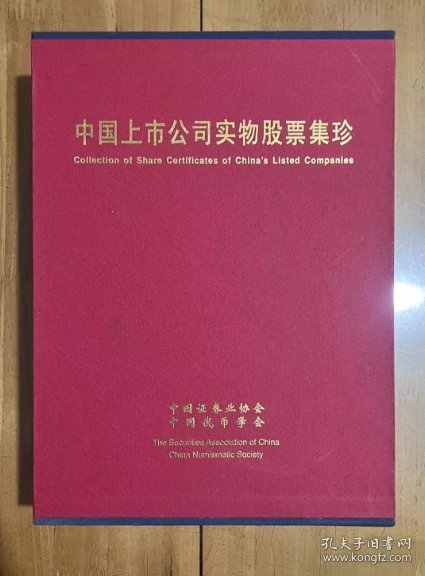 中国上市公司实物股票集珍
Collection of Share Certificates of China's Listed Companies
中国证券业协会
中国钱币学会
The Securities Association of China
China Numismatic Society
孔夫子旧书网
www.kongfz.com